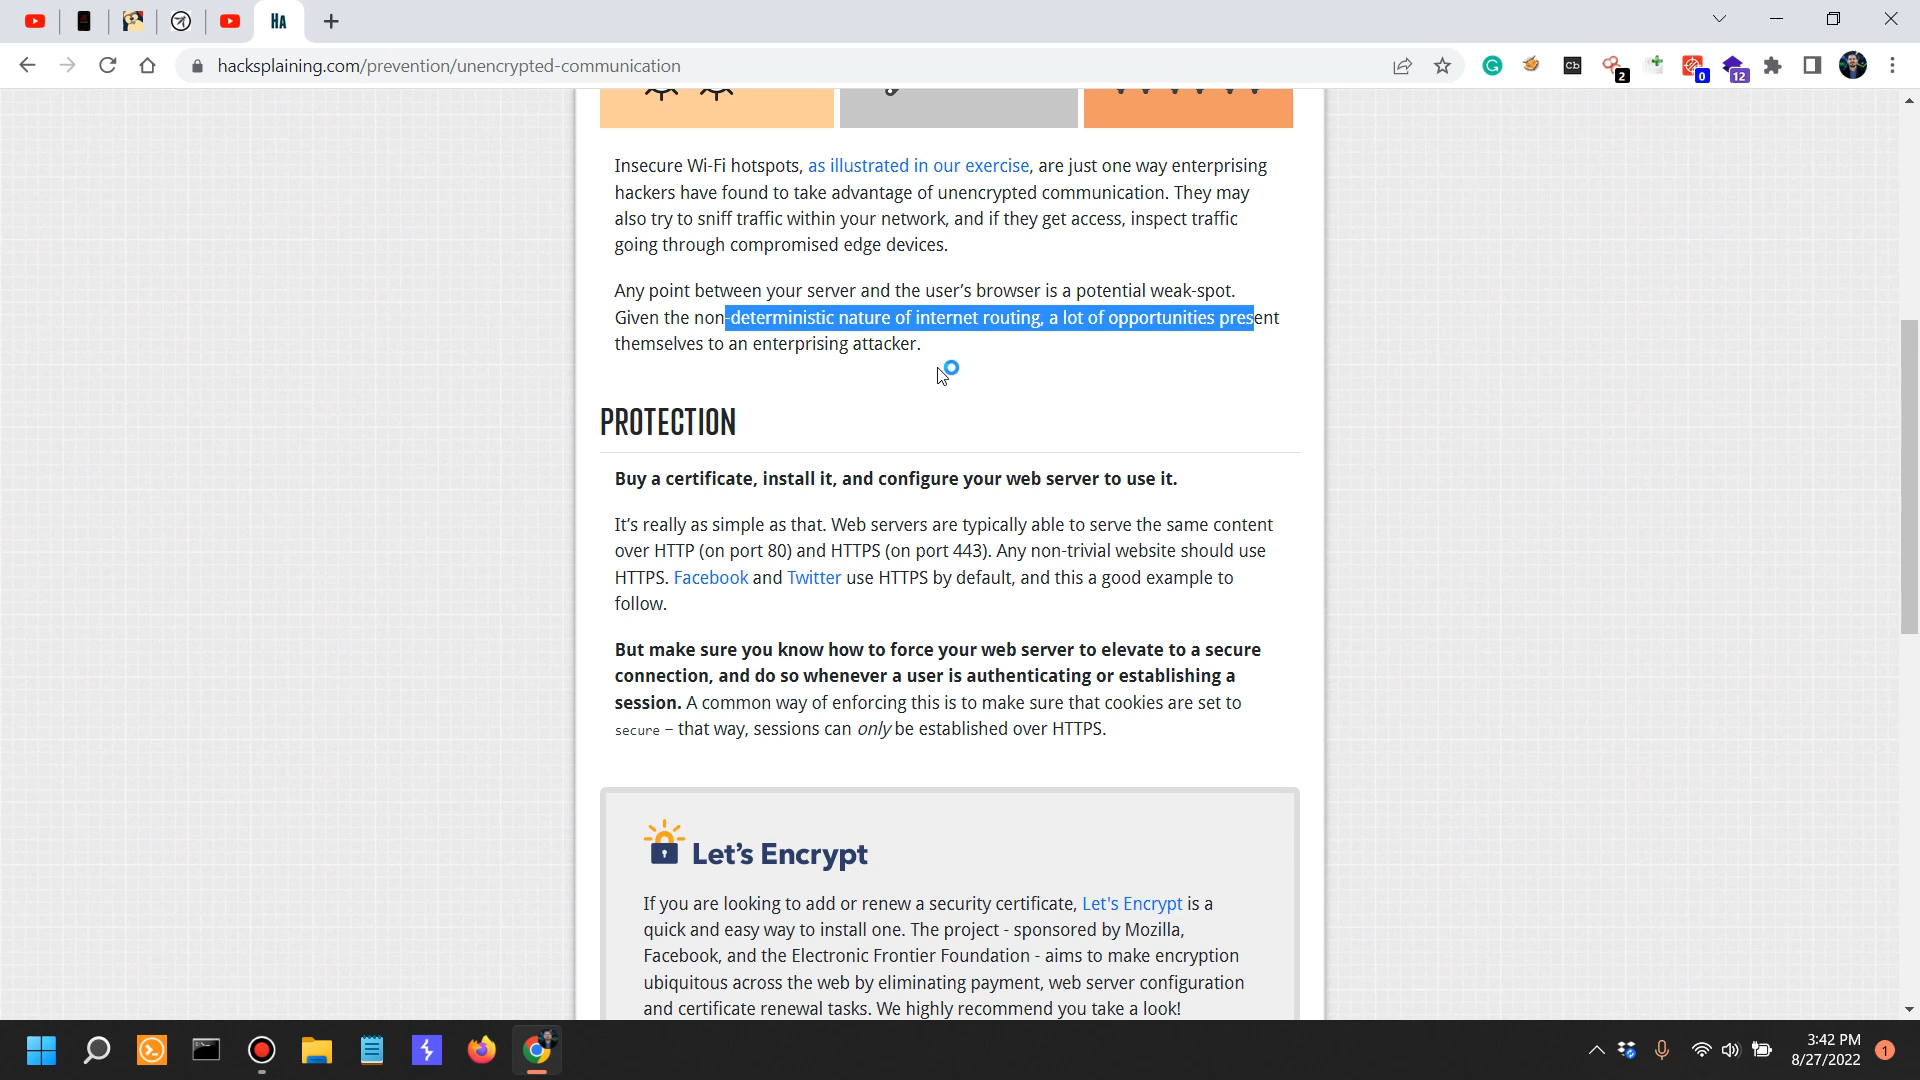 Ha
hacksplaining.com/prevention/unencrypted-communication
Cb
2
0
12
Insecure Wi-Fi hotspots, as illustrated in our exercise, are just one way enterprising
hackers have found to take advantage of unencrypted communication. They may
also try to sniff traffic within your network, and if they get access, inspect traffic
going through compromised edge devices.
Any point between your server and the user’s browser is a potential weak-spot.
Given the non-deterministic nature of internet routing, a lot of opportunities present
themselves to an enterprising attacker.
PROTECTION
Buy a certificate, install it, and configure your web server to use it.
It’s really as simple as that. Web servers are typically able to serve the same content
over HTTP (on port 80) and HTTPS (on port 443). Any non-trivial website should use
HTTPS. Facebook and Twitter use HTTPS by default, and this a good example to
follow.
But make sure you know how to force your web server to elevate to a secure
connection, and do so whenever a user is authenticating or establishing a
session. A common way of enforcing this is to make sure that cookies are set to
secure – that way, sessions can only be established over HTTPS.
Let’s Encrypt
If you are looking to add or renew a security certificate, Let's Encrypt is a
quick and easy way to install one. The project - sponsored by Mozilla,
Facebook, and the Electronic Frontier Foundation - aims to make encryption
ubiquitous across the web by eliminating payment, web server configuration
and certificate renewal tasks. We highly recommend you take a look!
3:42 PM
8/27/2022
1